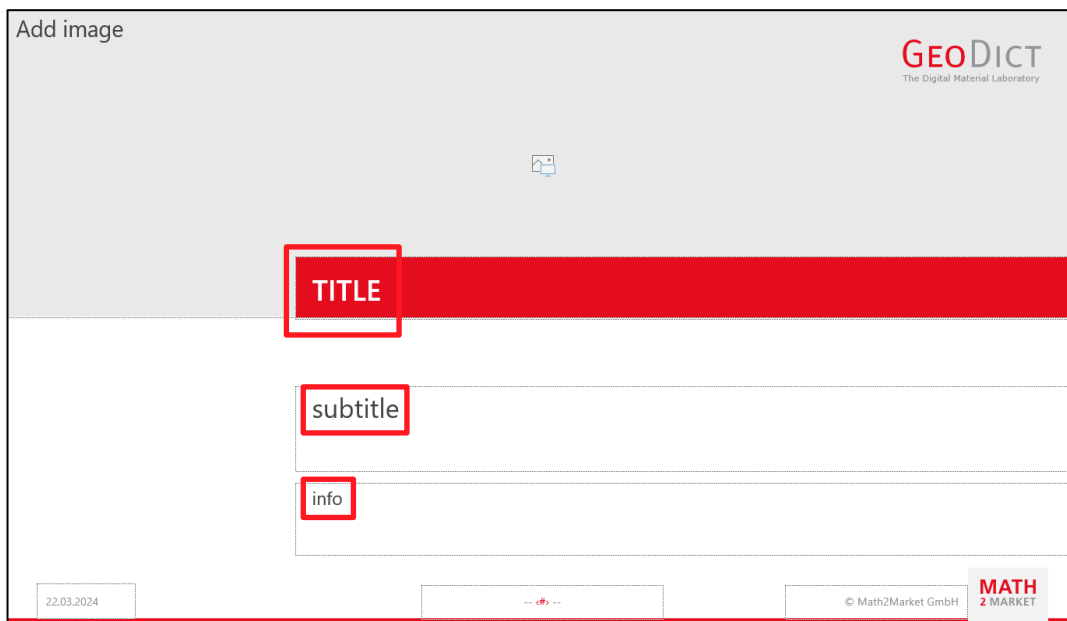 Add image
GEODICT
The Digital Material Laboratory
TITLE
subtitle
info
22.03.2024
-- ‹#› --
© Math2Market GmbH
MATH
2 MARKET